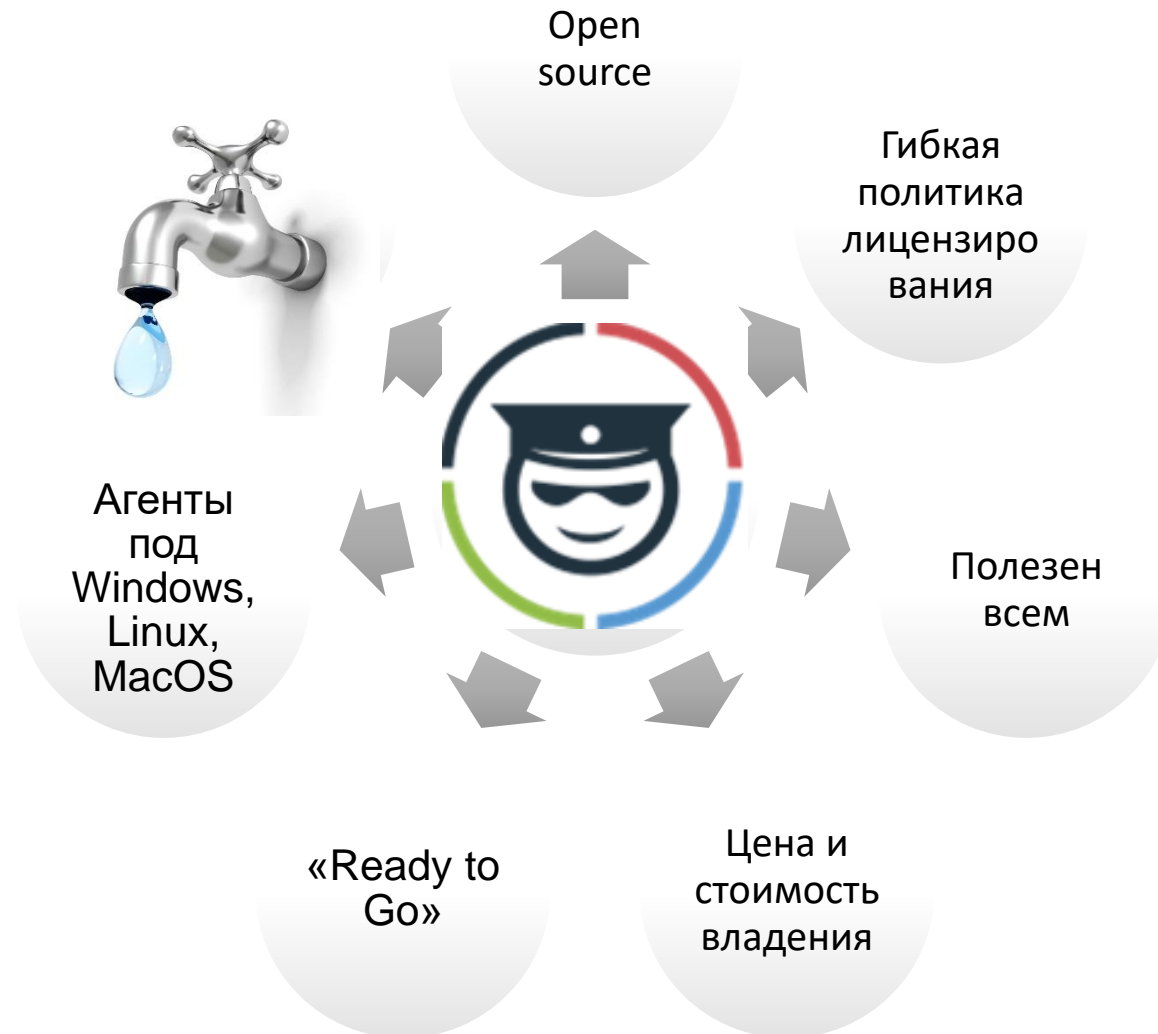 Open
source
Гибкая
политика
лицензиро
вания
Полезен
всем
Цена и
стоимость
владения
«Ready to
Go»
Агенты
под
Windows,
Linux,
MacOS